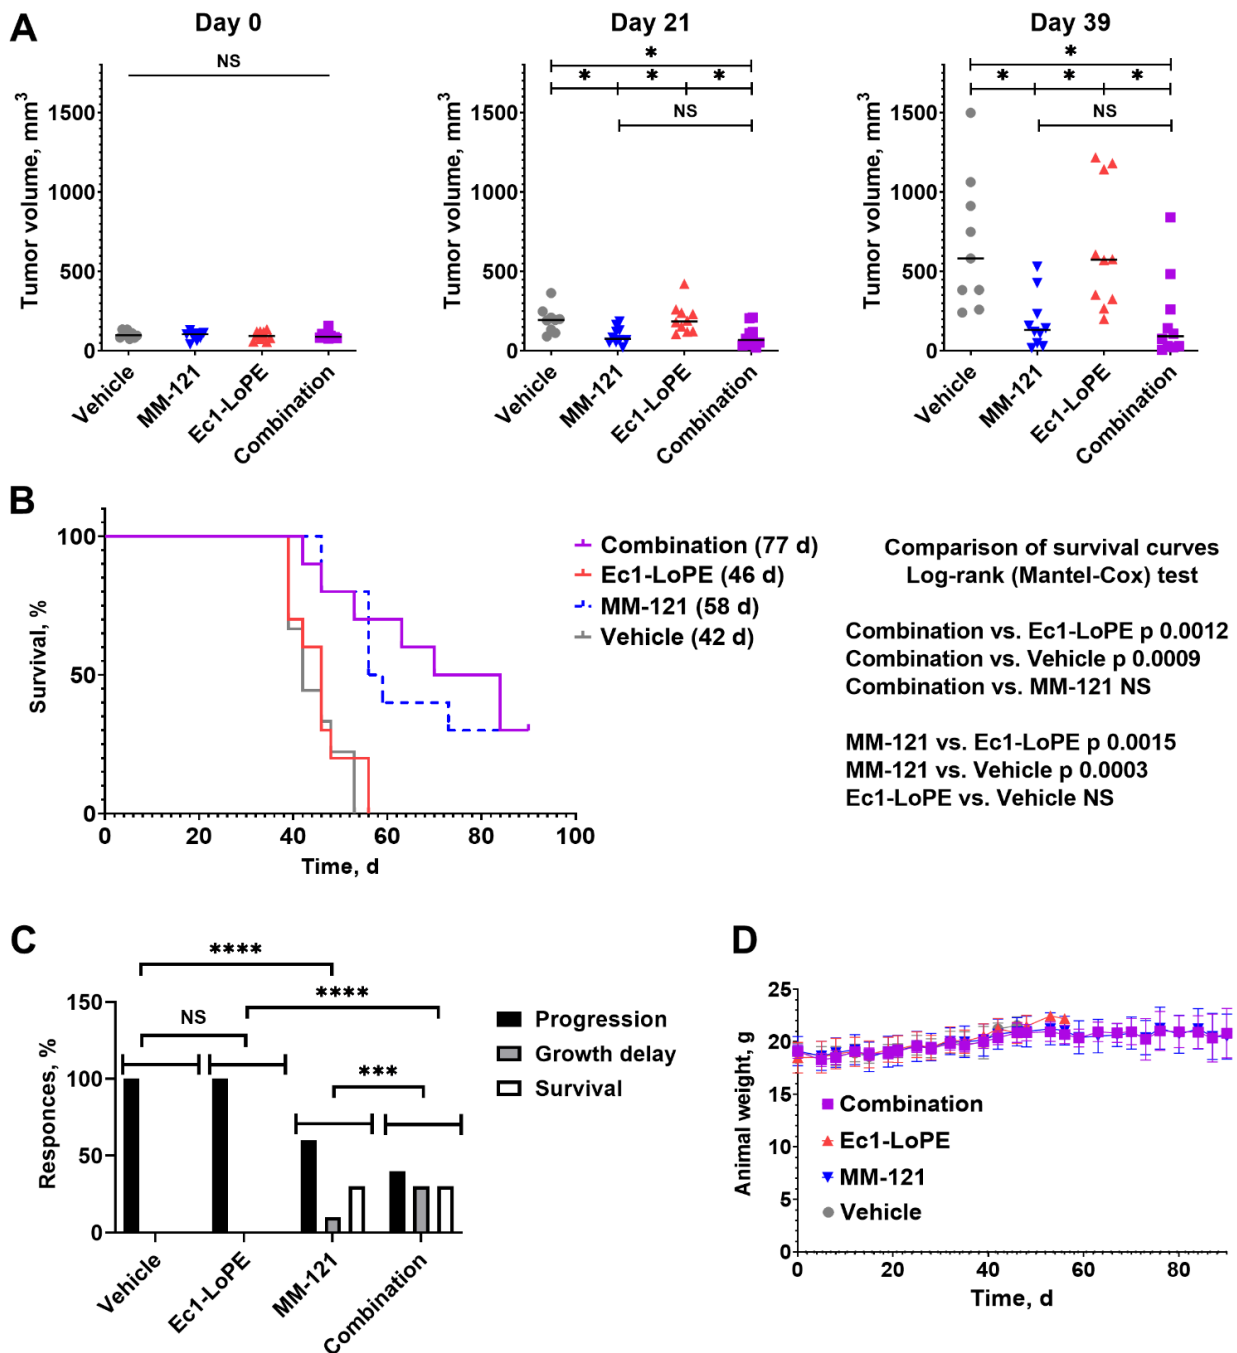 A
Day 0
Day 21
Day 39
NS
*
* * *
NS
*
* * *
NS
Tumor volume, mm³
1500
1000
500
0
Vehicle
MM-121
Ec1-LoPE
Combination
Tumor volume, mm³
1500
1000
500
0
Vehicle
MM-121
Ec1-LoPE
Combination
Tumor volume, mm³
1500
1000
500
0
Vehicle
MM-121
Ec1-LoPE
Combination
B
Survival, %
100
50
0
0 20 40 60 80 100
Time, d
Combination (77 d)
Ec1-LoPE (46 d)
MM-121 (58 d)
Vehicle (42 d)
Comparison of survival curves
Log-rank (Mantel-Cox) test
Combination vs. Ec1-LoPE p 0.0012
Combination vs. Vehicle p 0.0009
Combination vs. MM-121 NS
MM-121 vs. Ec1-LoPE p 0.0015
MM-121 vs. Vehicle p 0.0003
Ec1-LoPE vs. Vehicle NS
C
****
****
NS
***
Responces, %
150
100
50
0
Vehicle
Ec1-LoPE
MM-121
Combination
Progression
Growth delay
Survival
D
Animal weight, g
25
20
15
10
5
0
0 20 40 60 80
Time, d
Combination
Ec1-LoPE
MM-121
Vehicle